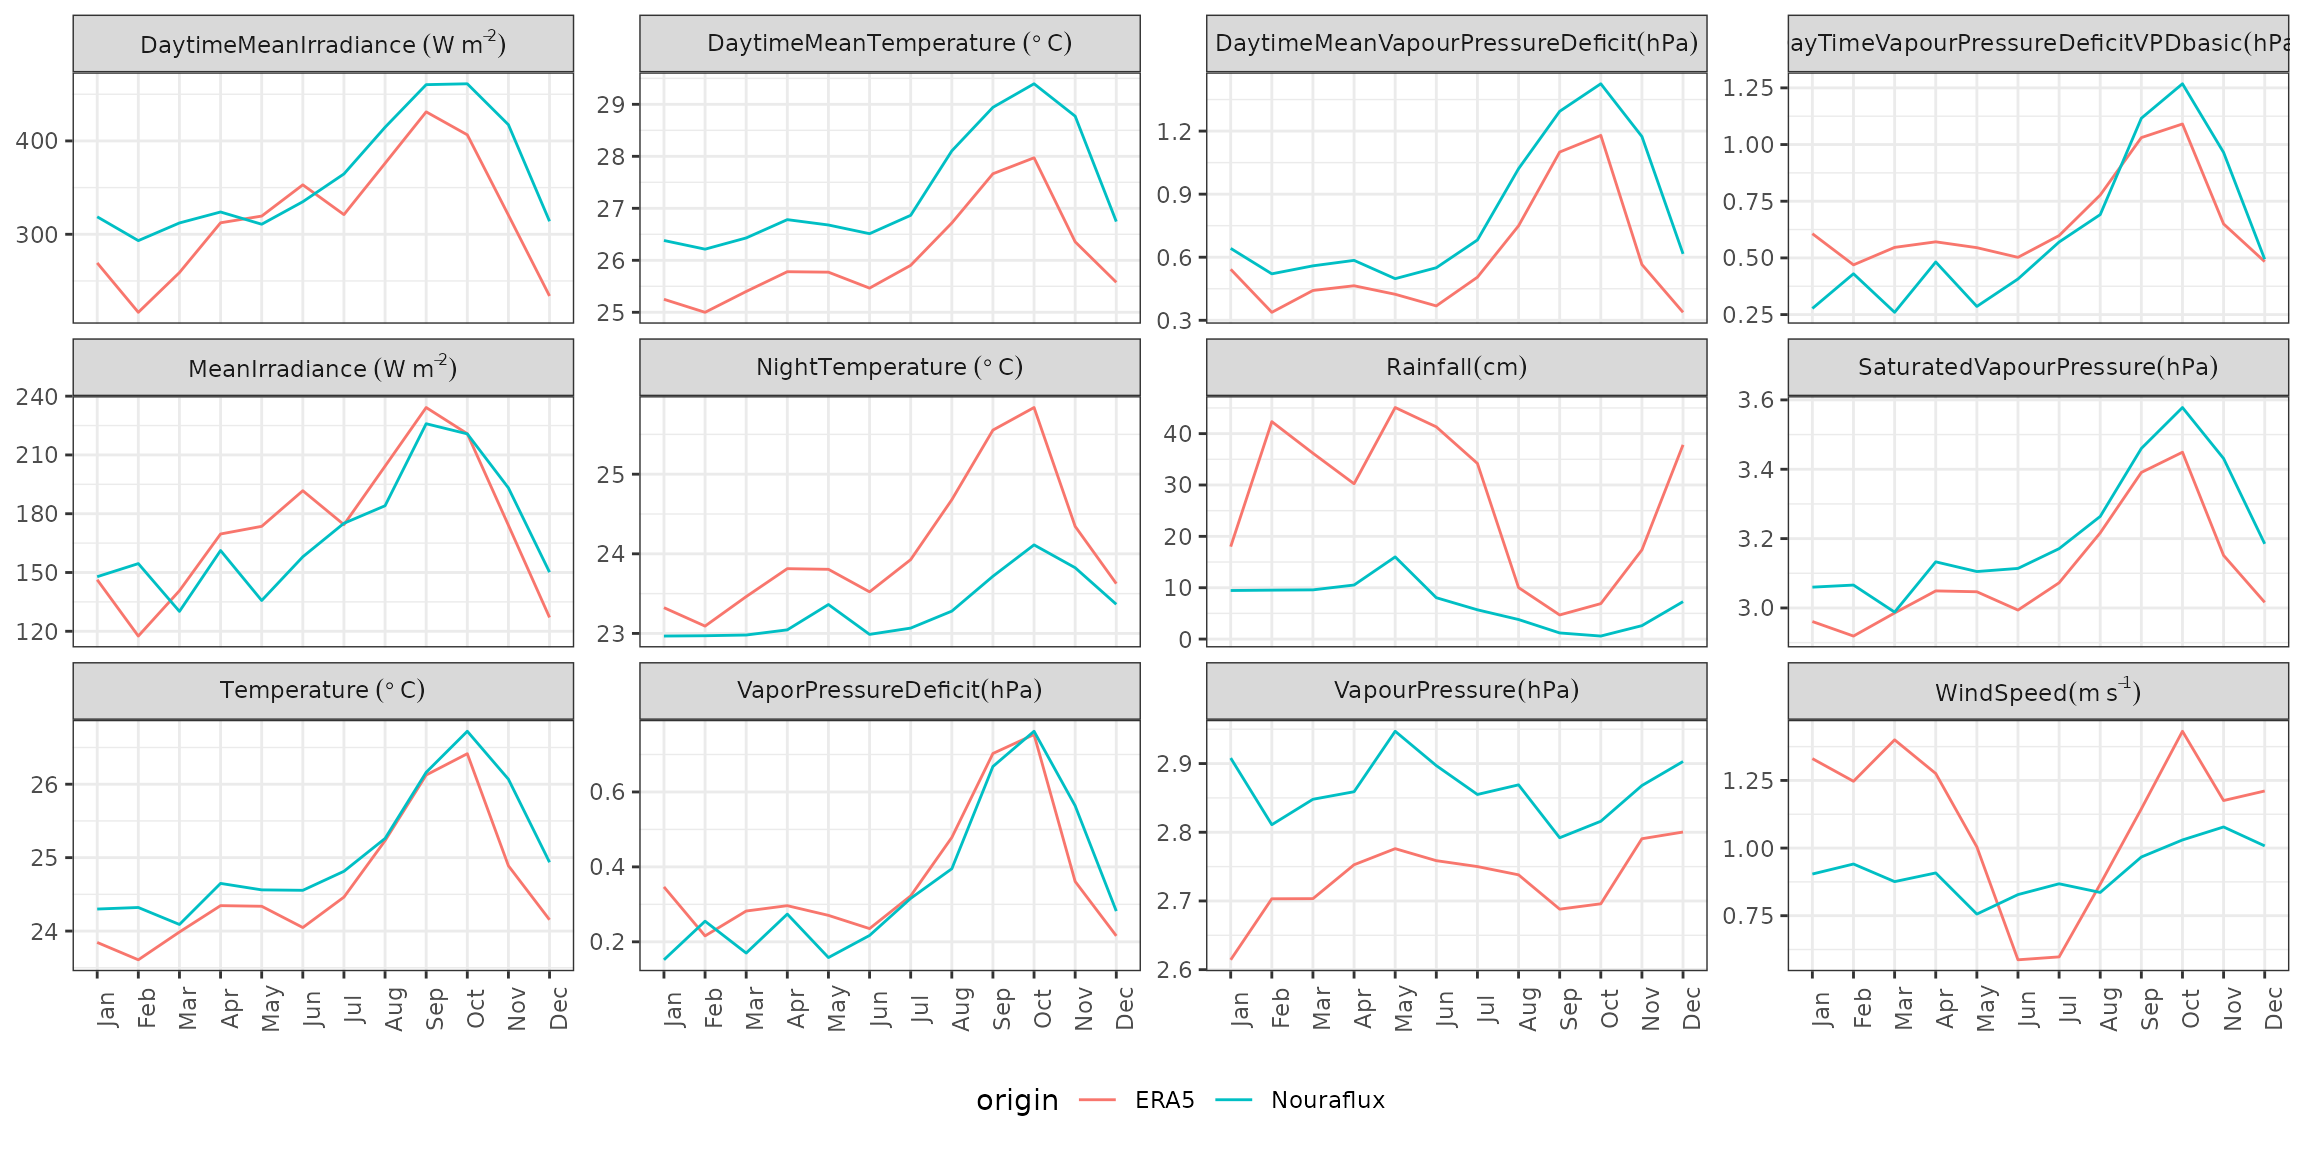 DaytimeMeanIrradiance (W m⁻²)
DaytimeMeanTemperature (° C)
DaytimeMeanVapourPressureDeficit(hPa)
ayTimeVapourPressureDeficitVPDbasic(hPa
400
300
29
28
27
26
25
1.2
0.9
0.6
0.3
1.25
1.00
0.75
0.50
0.25
MeanIrradiance (W m⁻²)
NightTemperature (° C)
Rainfall(cm)
SaturatedVapourPressure(hPa)
240
210
180
150
120
25
24
23
40
30
20
10
0
3.6
3.4
3.2
3.0
Temperature (° C)
VaporPressureDeficit(hPa)
VapourPressure(hPa)
WindSpeed(m s⁻¹)
26
25
24
0.6
0.4
0.2
2.9
2.8
2.7
2.6
1.25
1.00
0.75
Jan Feb Mar Apr May Jun Jul Aug Sep Oct Nov Dec
Jan Feb Mar Apr May Jun Jul Aug Sep Oct Nov Dec
Jan Feb Mar Apr May Jun Jul Aug Sep Oct Nov Dec
Jan Feb Mar Apr May Jun Jul Aug Sep Oct Nov Dec
origin ERA5 Nouraflux